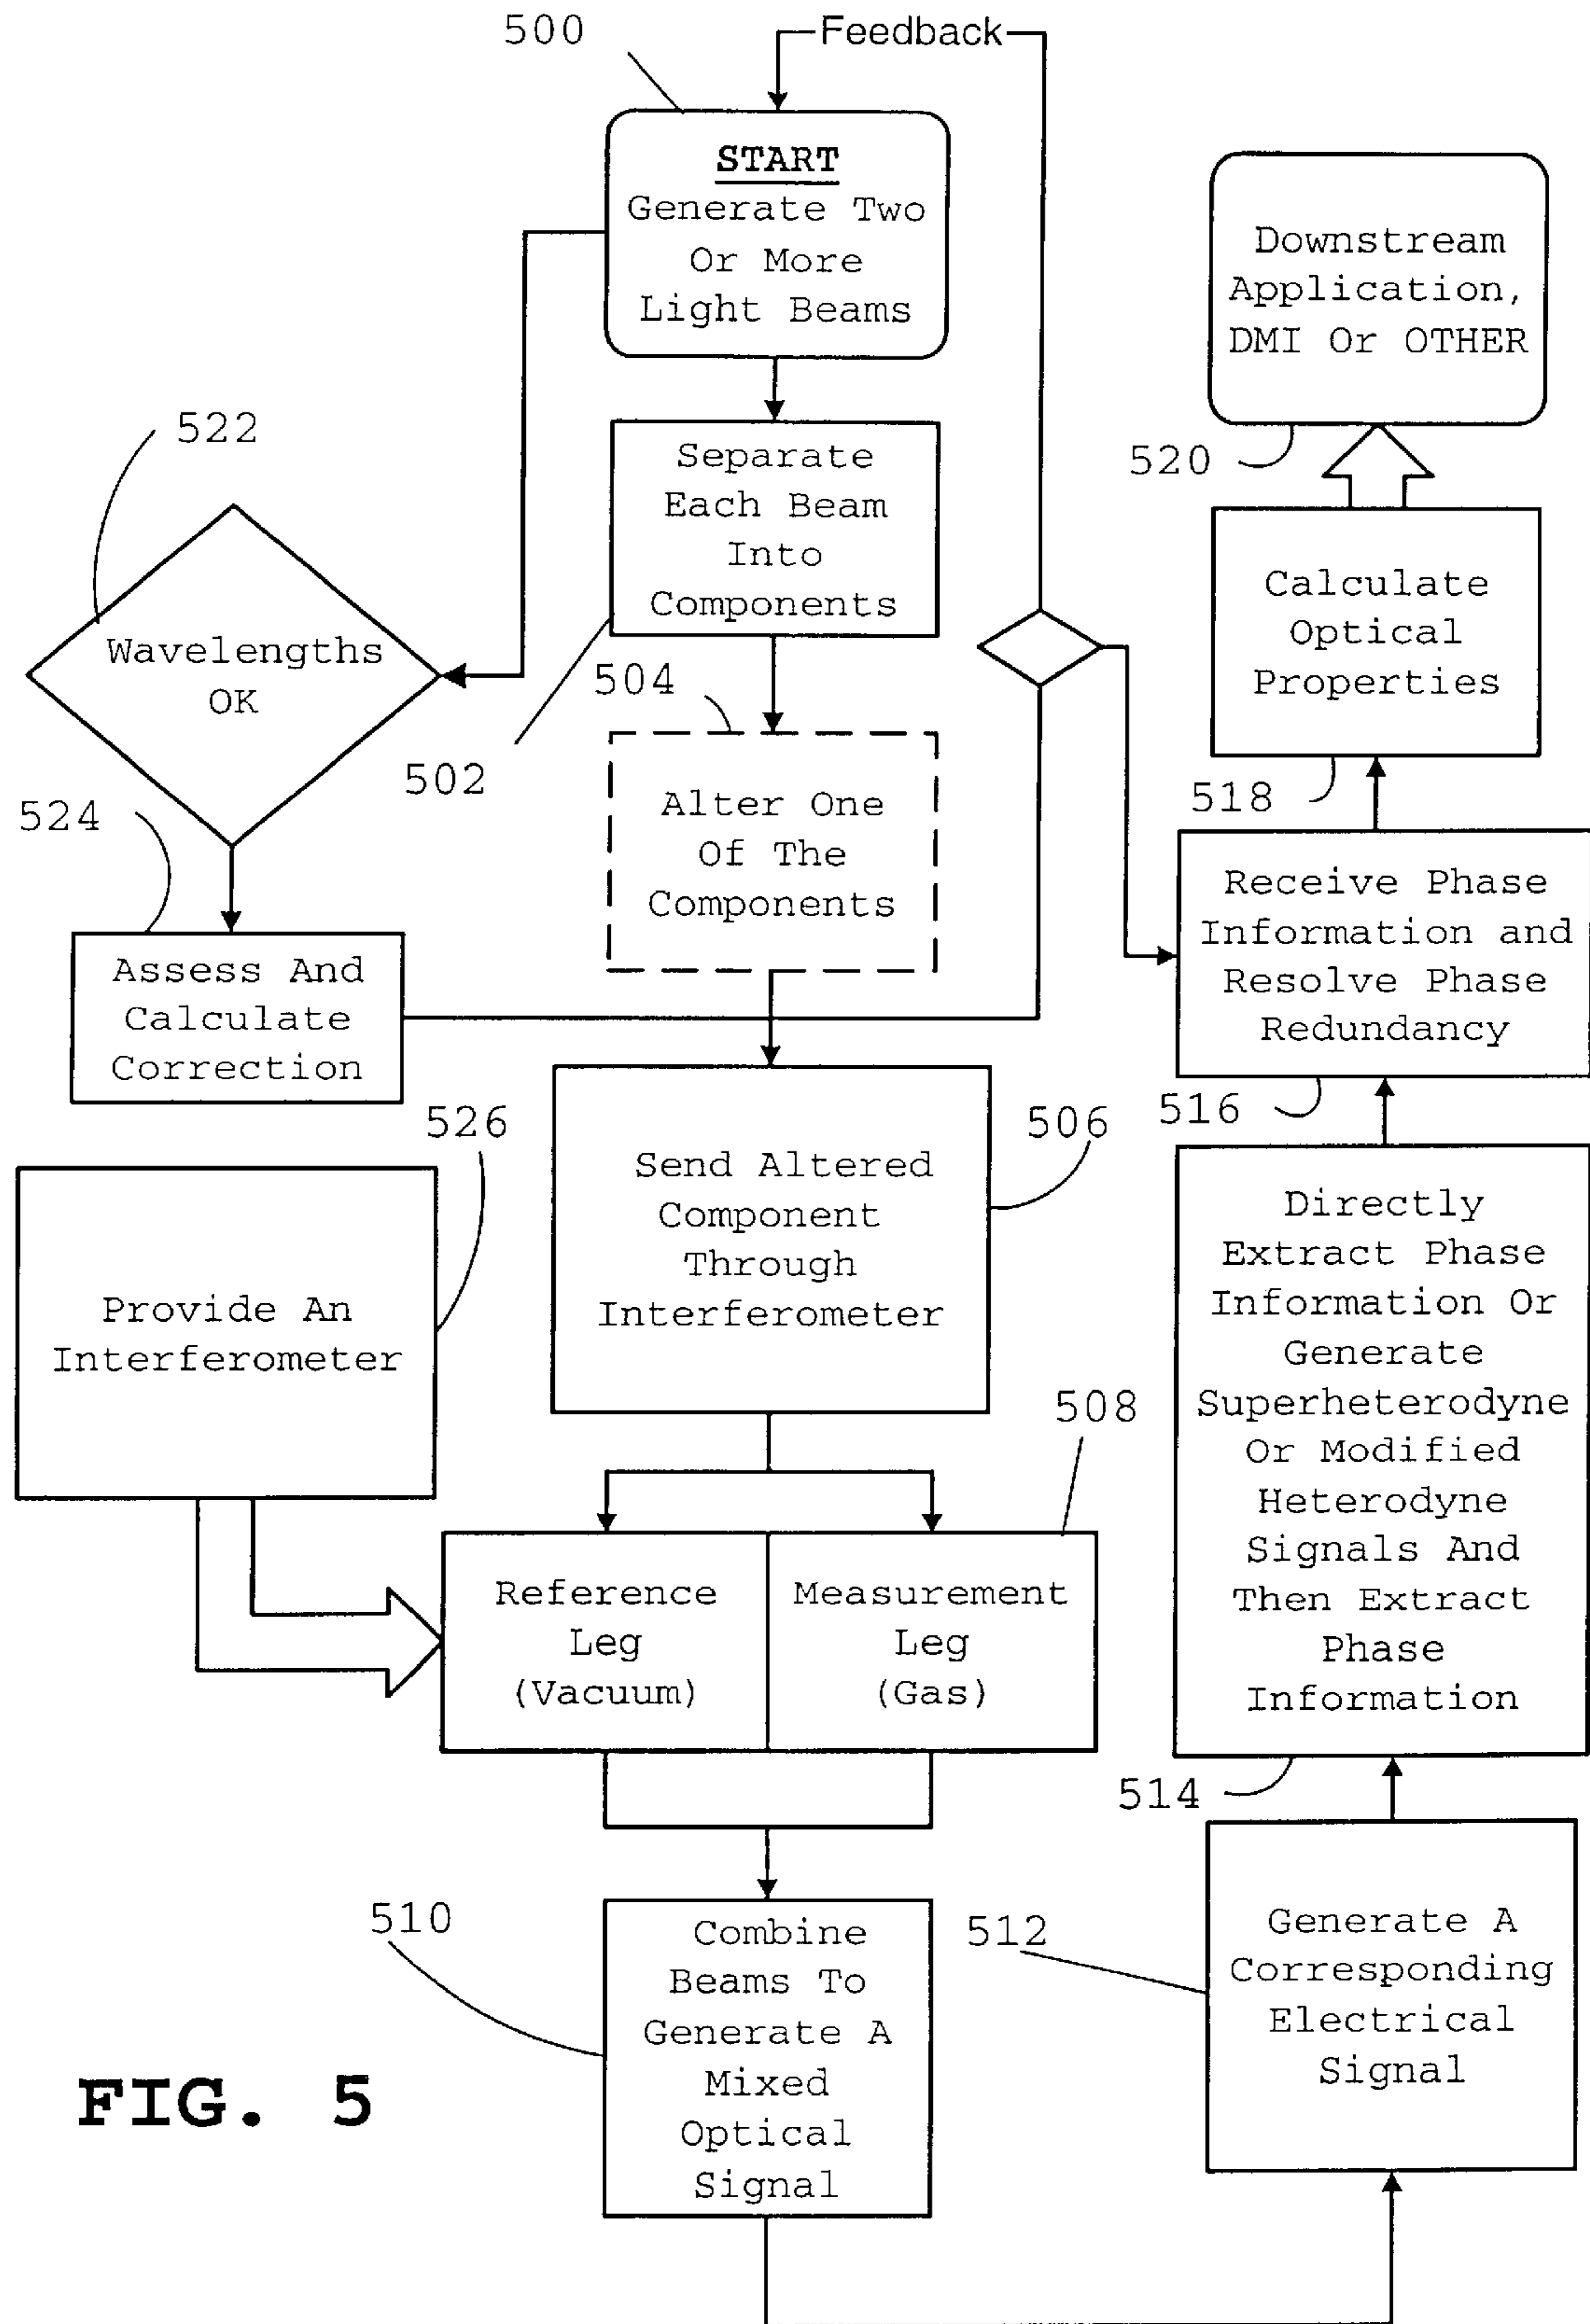 500
Feedback
START
Generate Two
Or More
Light Beams
Downstream
Application,
DMI Or OTHER
520
522
Separate
Each Beam
Into
Components
502
Wavelengths
OK
504
Alter One
Of The
Components
Calculate
Optical
Properties
518
524
Assess And
Calculate
Correction
Receive Phase
Information and
Resolve Phase
Redundancy
516
526
Provide An
Interferometer
506
Send Altered
Component
Through
Interferometer
508
Reference
Leg
(Vacuum)
Measurement
Leg
(Gas)
Directly
Extract Phase
Information Or
Generate
Superheterodyne
Or Modified
Heterodyne
Signals And
Then Extract
Phase
Information
514
510
Combine
Beams To
Generate A
Mixed
Optical
Signal
512
Generate A
Corresponding
Electrical
Signal
FIG. 5